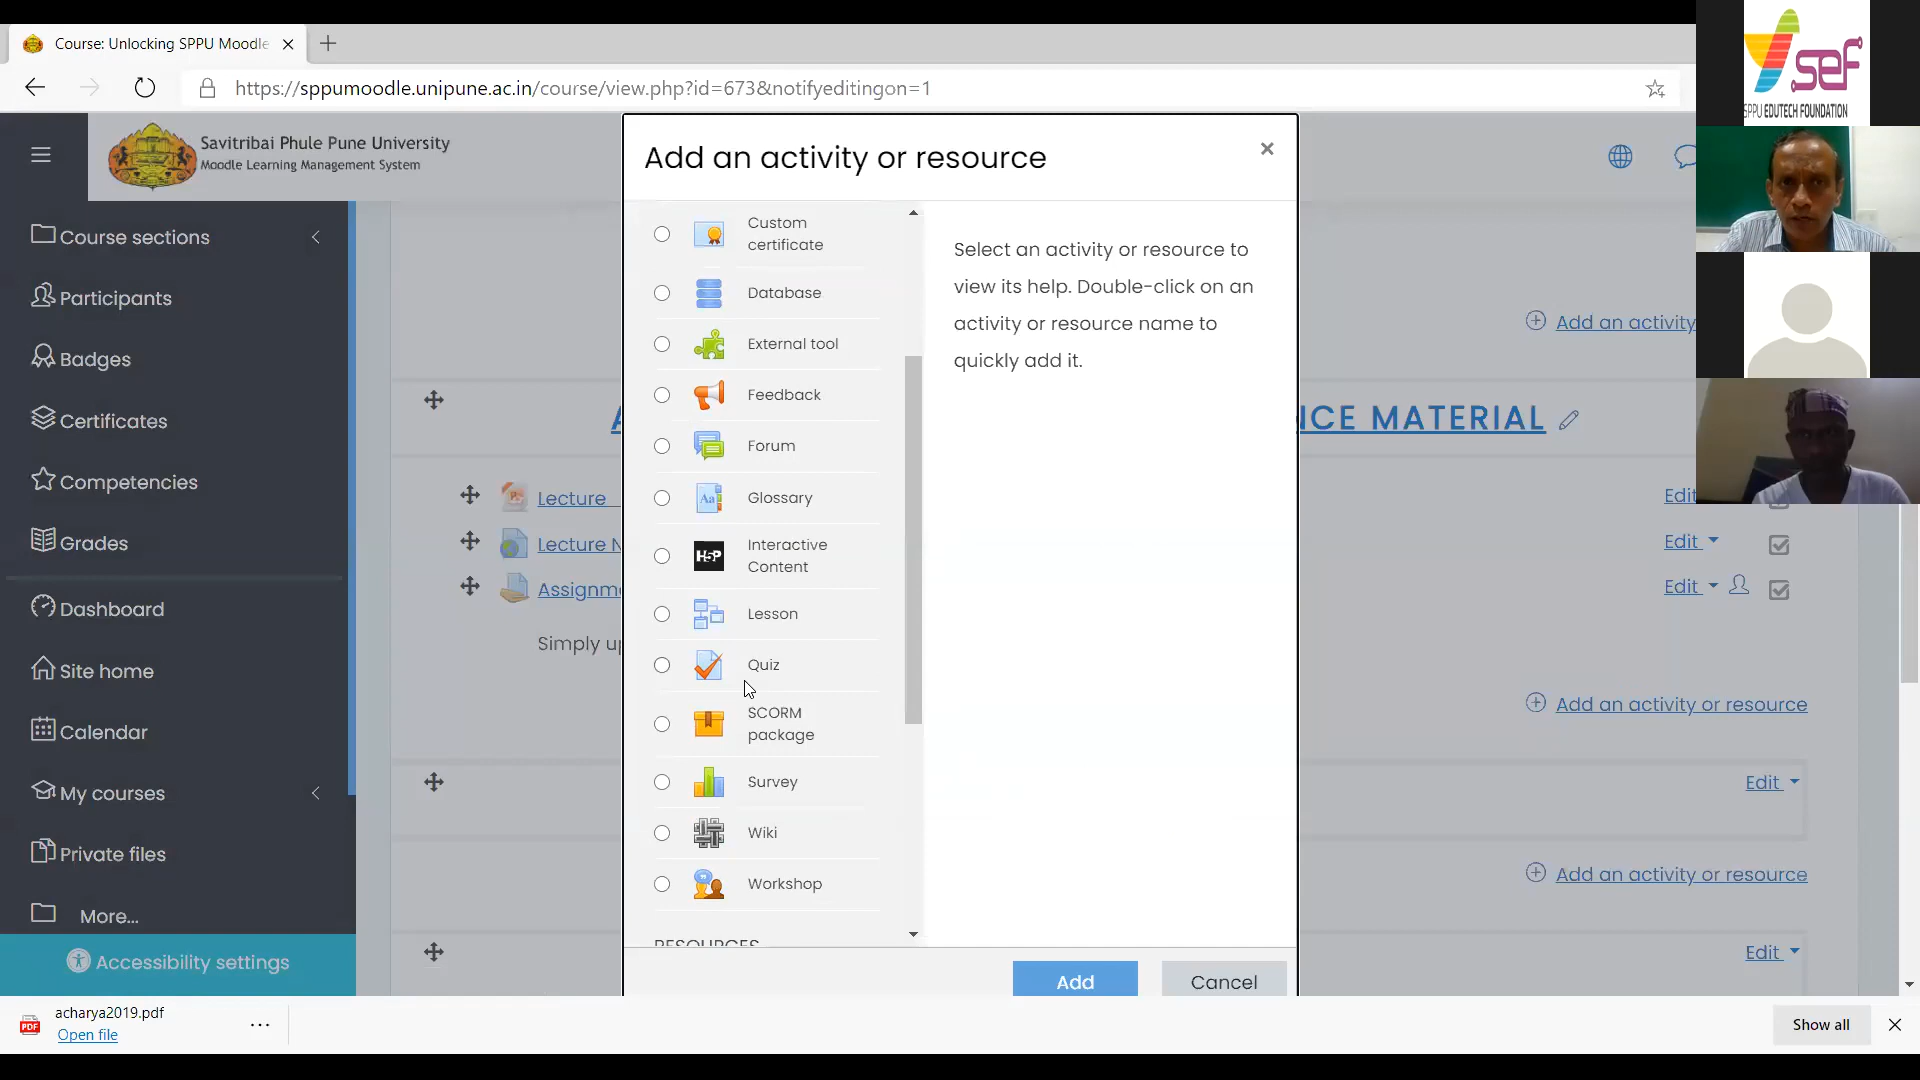 Course: Unlocking SPPU Moodle
https://sppumoodle.unipune.ac.in/course/view.php?id=673&notifyeditingon=1
sef
SPPU EDUTECH FOUNDATION
Savitribai Phule Pune University
Moodle Learning Management System
Course sections
Participants
Badges
Certificates
Competencies
Grades
Dashboard
Site home
Calendar
My courses
Private files
More...
Accessibility settings
Add an activity or resource
Custom
certificate
Database
External tool
Feedback
Forum
Glossary
H5P
Interactive
Content
Lesson
Quiz
SCORM
package
Survey
Wiki
Workshop
RESOURCES
Select an activity or resource to
view its help. Double-click on an
activity or resource name to
quickly add it.
Add
Cancel
Add an activity
ICE MATERIAL
Lecture
Edit
Lecture N
Edit
Assignm
Edit
Simply up
Add an activity or resource
Edit
Add an activity or resource
Edit
PDF
acharya2019.pdf
Open file
Show all